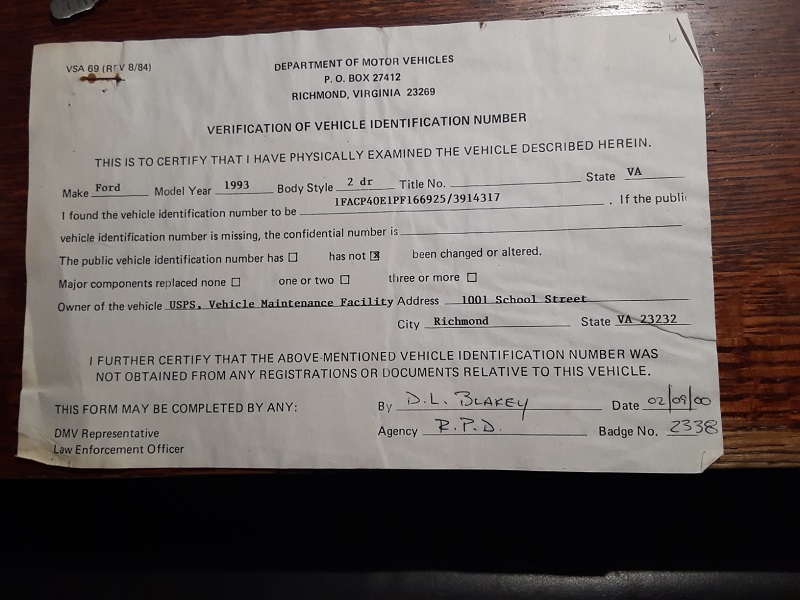 VSA 69 (REV 8/84)
DEPARTMENT OF MOTOR VEHICLES
P. O. BOX 27412
RICHMOND, VIRGINIA 23269
VERIFICATION OF VEHICLE IDENTIFICATION NUMBER
THIS IS TO CERTIFY THAT I HAVE PHYSICALLY EXAMINED THE VEHICLE DESCRIBED HEREIN.
Make Ford Model Year 1993 Body Style 2 dr Title No. State VA
I found the vehicle identification number to be 1FACP40E1PF166925/3914317 . If the public
vehicle identification number is missing, the confidential number is
The public vehicle identification number has ☐ has not ☒ been changed or altered.
Major components replaced none ☐ one or two ☐ three or more ☐
Owner of the vehicle USPS, Vehicle Maintenance Facility Address 1001 School Street
City Richmond State VA 23232
I FURTHER CERTIFY THAT THE ABOVE-MENTIONED VEHICLE IDENTIFICATION NUMBER WAS
NOT OBTAINED FROM ANY REGISTRATIONS OR DOCUMENTS RELATIVE TO THIS VEHICLE.
THIS FORM MAY BE COMPLETED BY ANY: By D.L. BLAKEY Date 02/09/00
DMV Representative Agency R.P.D. Badge No. 2338
Law Enforcement Officer